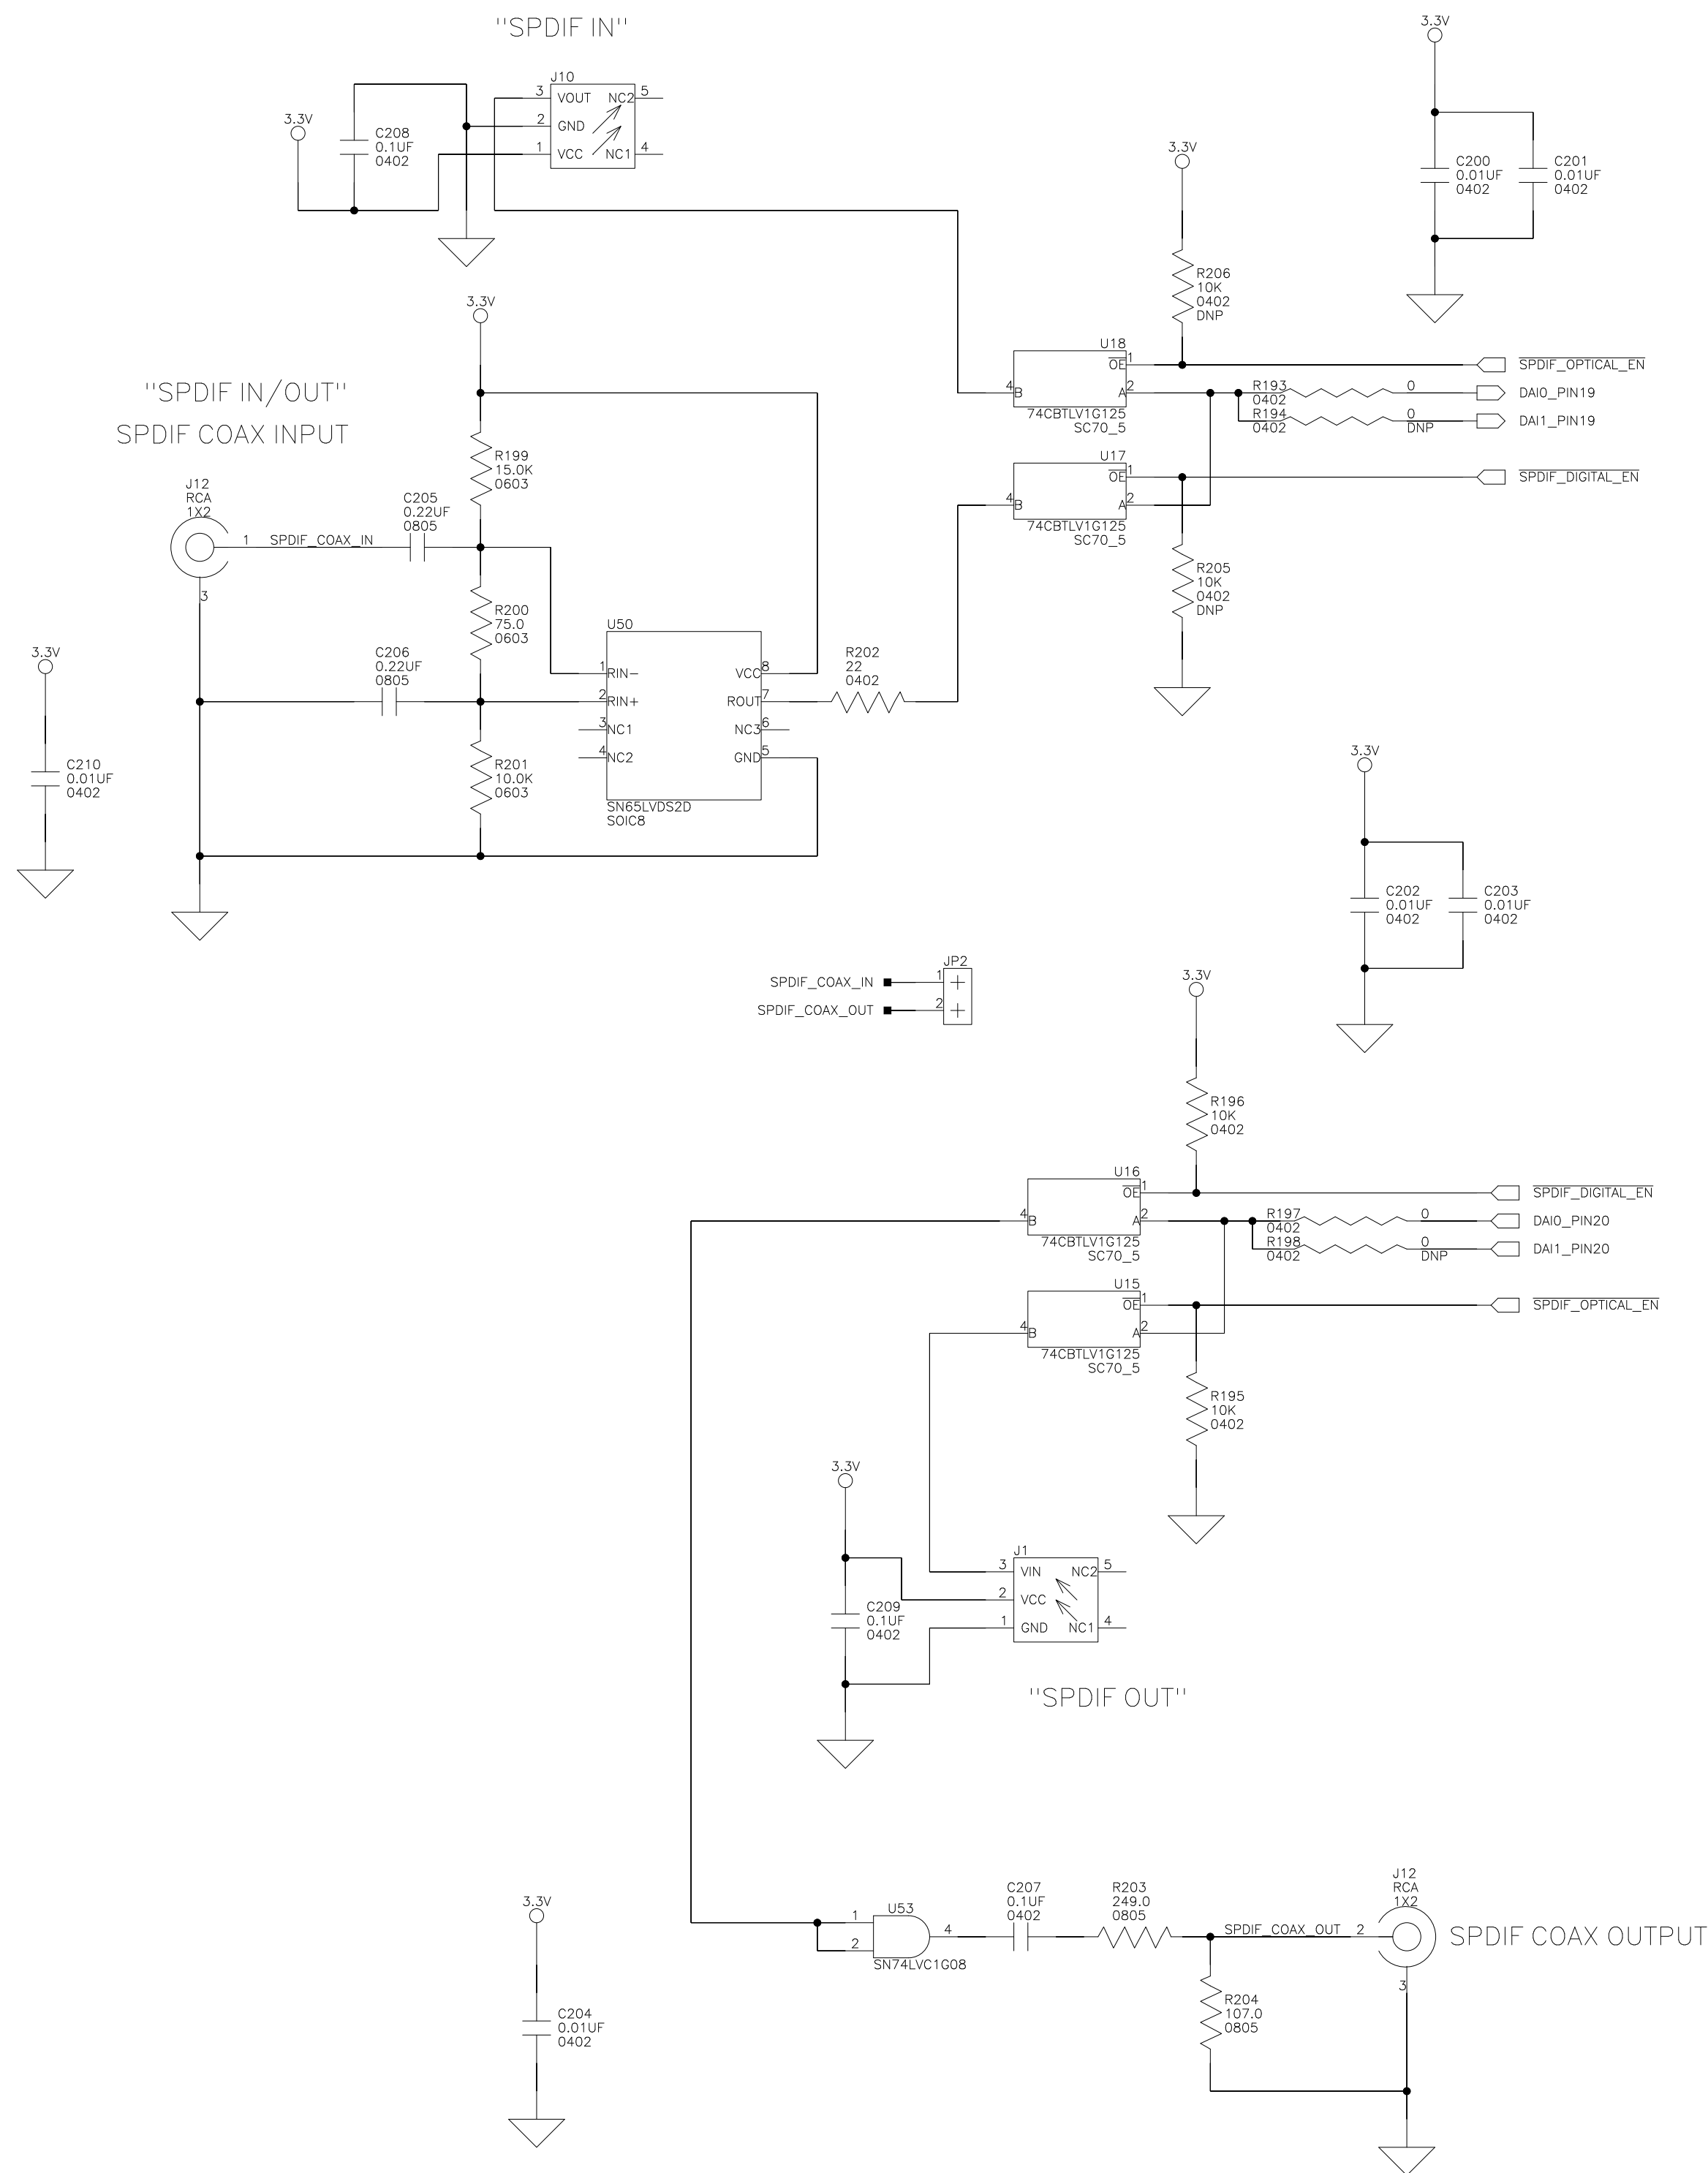 "SPDIF IN"
J10
3 VOUT NC2 5
2 GND
1 VCC NC1 4
3.3V
C208
0.1UF
0402
3.3V
C200
0.01UF
0402
C201
0.01UF
0402
3.3V
R206
10K
0402
DNP
U18
OE 1
4 B A 2
74CBTLV1G125
SC70_5
SPDIF_OPTICAL_EN
R193 0
0402
DAI0_PIN19
R194 0
0402 DNP
DAI1_PIN19
U17
OE 1
4 B A 2
74CBTLV1G125
SC70_5
SPDIF_DIGITAL_EN
R205
10K
0402
DNP
"SPDIF IN/OUT"
SPDIF COAX INPUT
3.3V
R199
15.0K
0603
J12
RCA
1X2
1 SPDIF_COAX_IN
3
C205
0.22UF
0805
R200
75.0
0603
C206
0.22UF
0805
R201
10.0K
0603
U50
1 RIN- VCC 8
2 RIN+ ROUT 7
3 NC1 NC3 6
4 NC2 GND 5
SN65LVDS2D
SOIC8
R202
22
0402
3.3V
C210
0.01UF
0402
3.3V
C202
0.01UF
0402
C203
0.01UF
0402
JP2
SPDIF_COAX_IN 1
SPDIF_COAX_OUT 2
3.3V
R196
10K
0402
U16
OE 1
4 B A 2
74CBTLV1G125
SC70_5
SPDIF_DIGITAL_EN
R197 0
0402
DAI0_PIN20
R198 0
0402 DNP
DAI1_PIN20
U15
OE 1
4 B A 2
74CBTLV1G125
SC70_5
SPDIF_OPTICAL_EN
R195
10K
0402
3.3V
C209
0.1UF
0402
J1
3 VIN NC2 5
2 VCC
1 GND NC1 4
"SPDIF OUT"
3.3V
C204
0.01UF
0402
U53
1
2
4
SN74LVC1G08
C207
0.1UF
0402
R203
249.0
0805
SPDIF_COAX_OUT 2
J12
RCA
1X2
3
SPDIF COAX OUTPUT
R204
107.0
0805